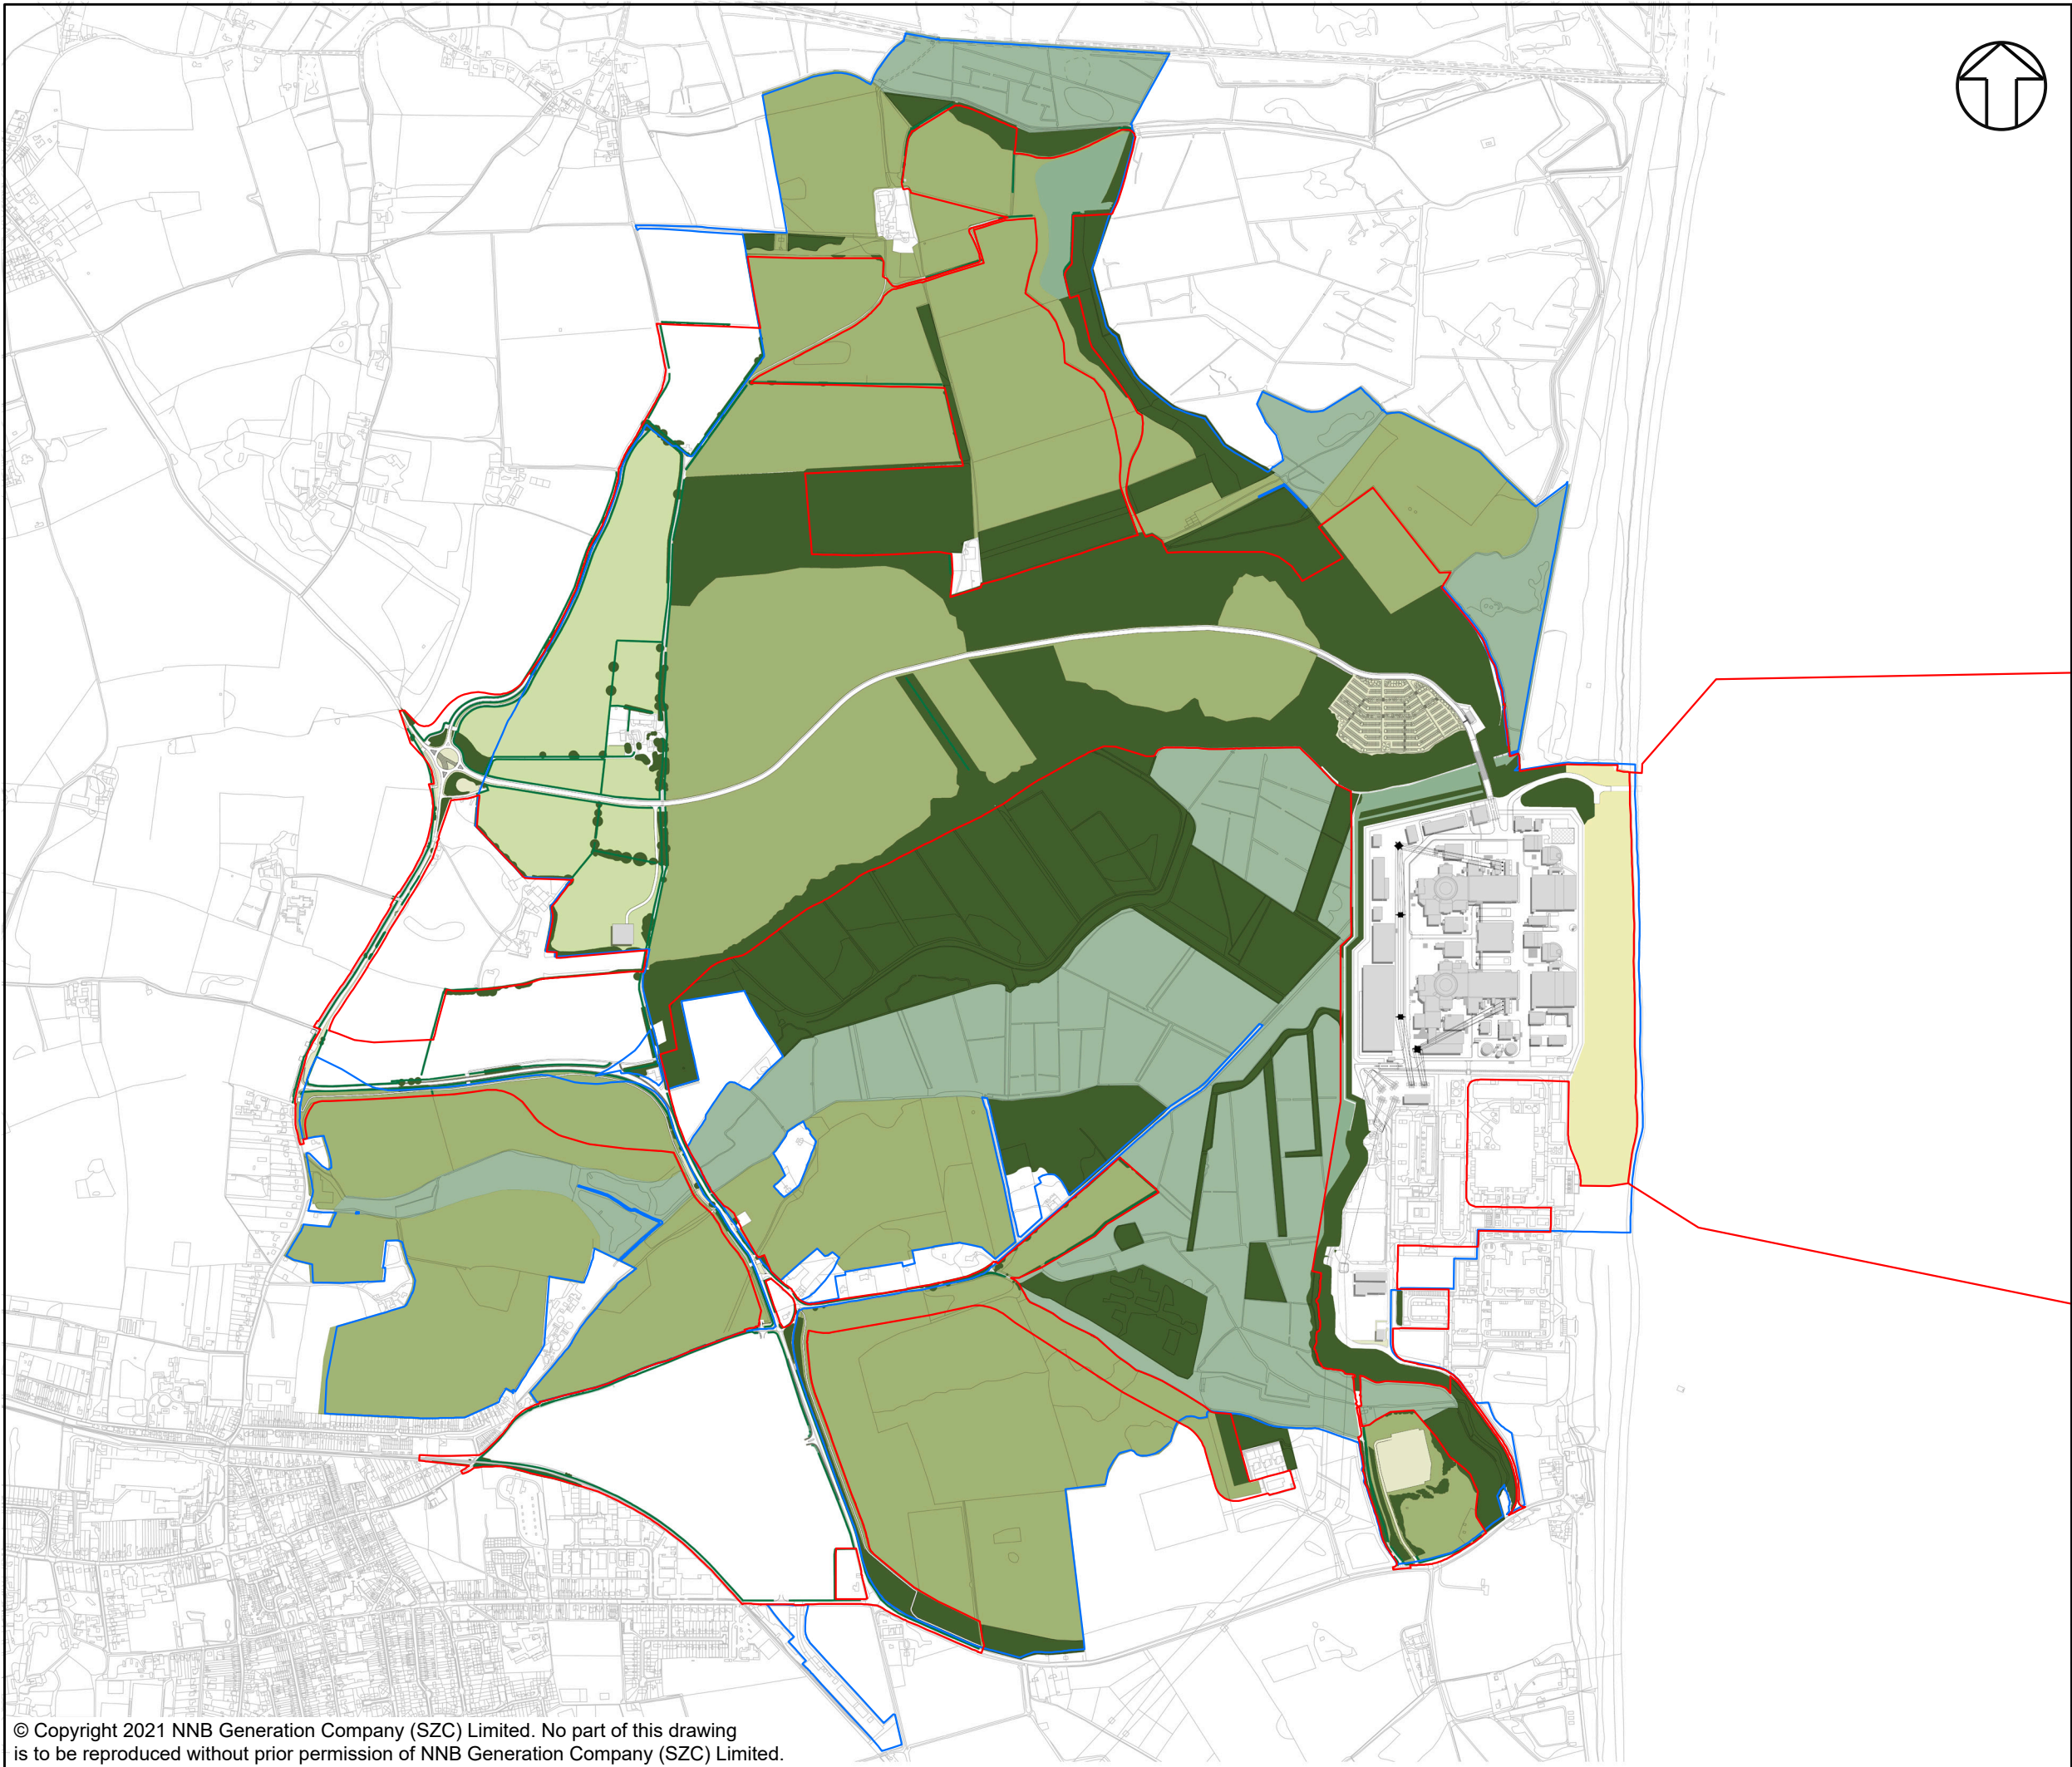 © Copyright 2021 NNB Generation Company (SZC) Limited. No part of this drawing
is to be reproduced without prior permission of NNB Generation Company (SZC) Limited.